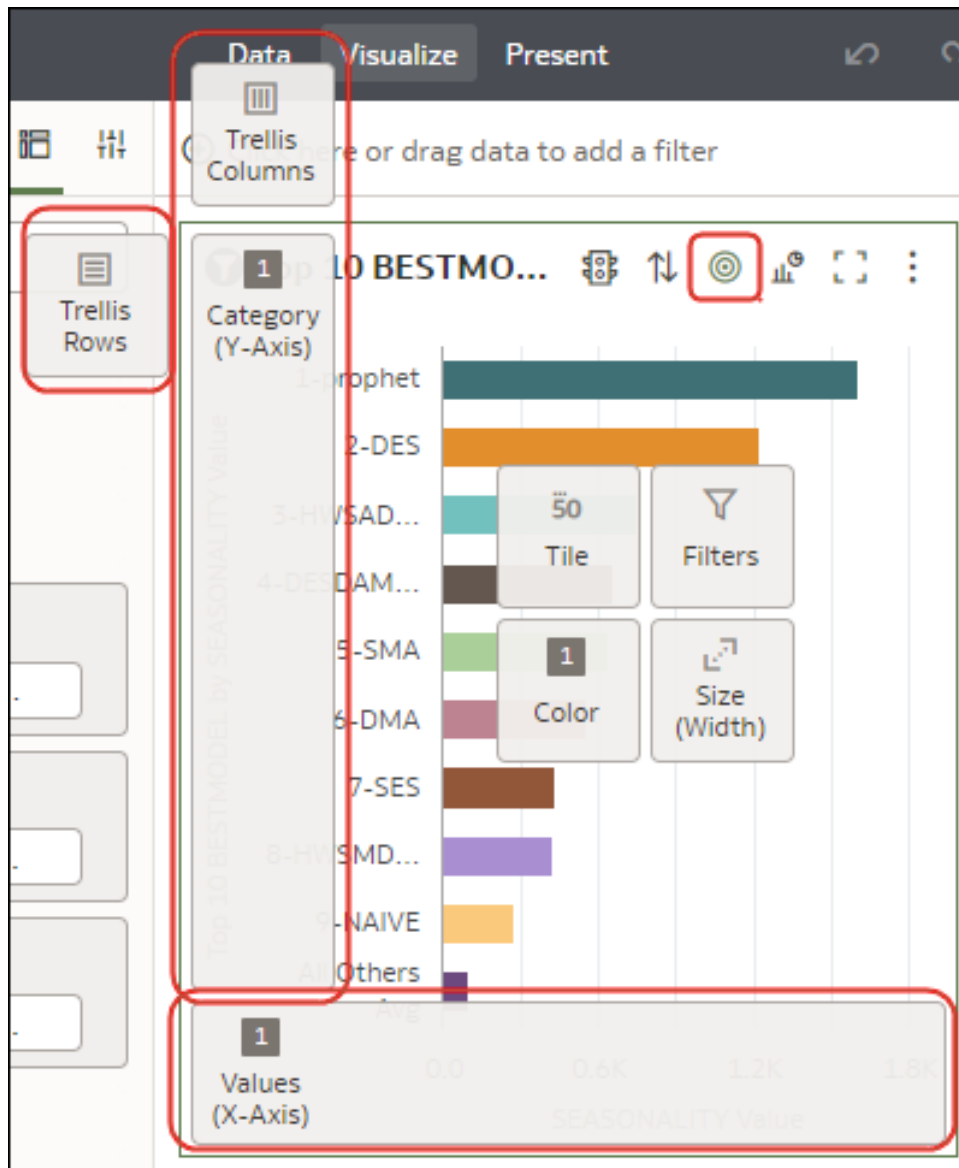 Data Visualize Present
Trellis
Columns
Click here or drag data to add a filter
Trellis
Rows
Top 10 BESTMO...
1
Category
(Y-Axis)
1-prophet
2-DES
3-HWSAD...
4-DESDAM...
5-SMA
6-DMA
7-SES
8-HWSMD...
9-NAIVE
All Others
Avg
Top 10 BESTMODEL by SEASONALITY Value
50
Tile
Filters
1
Color
Size
(Width)
1
Values
(X-Axis)
0.0 0.6K 1.2K 1.8K
SEASONALITY Value